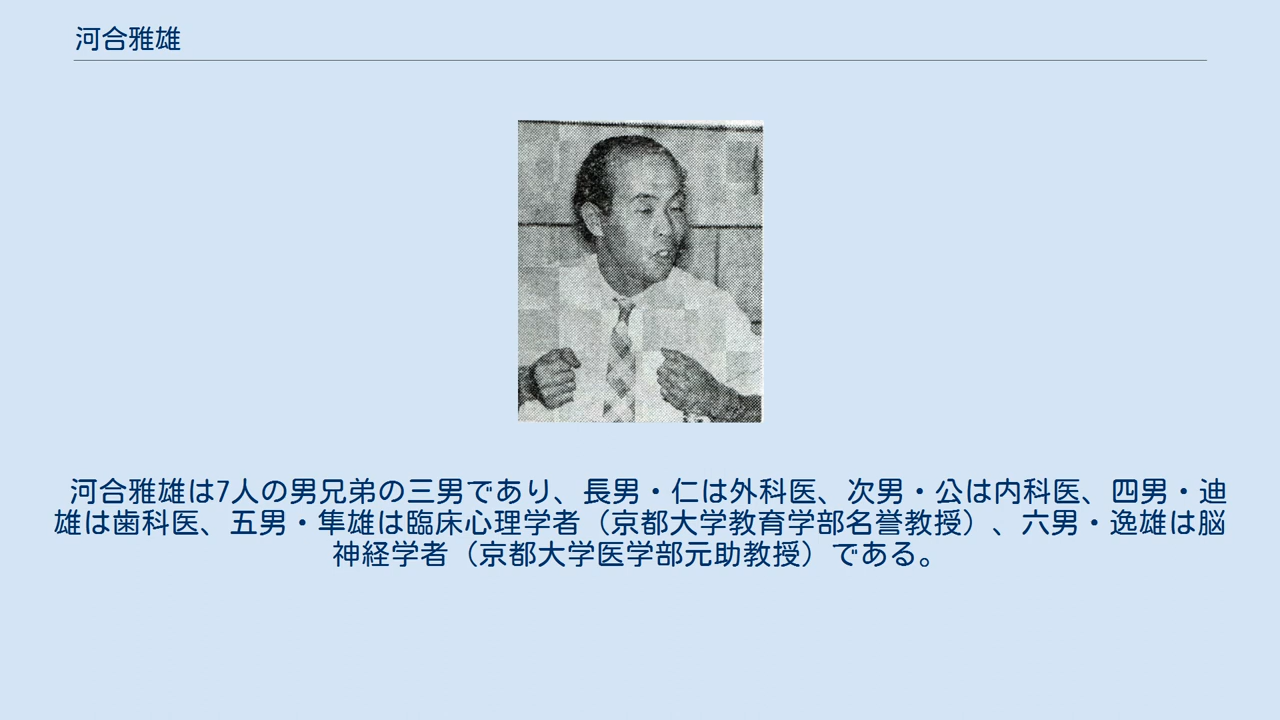 河合雅雄
河合雅雄は7人の男兄弟の三男であり、長男・仁は外科医、次男・公は内科医、四男・迪
雄は歯科医、五男・隼雄は臨床心理学者（京都大学教育学部名誉教授）、六男・逸雄は脳
神経学者（京都大学医学部元助教授）である。